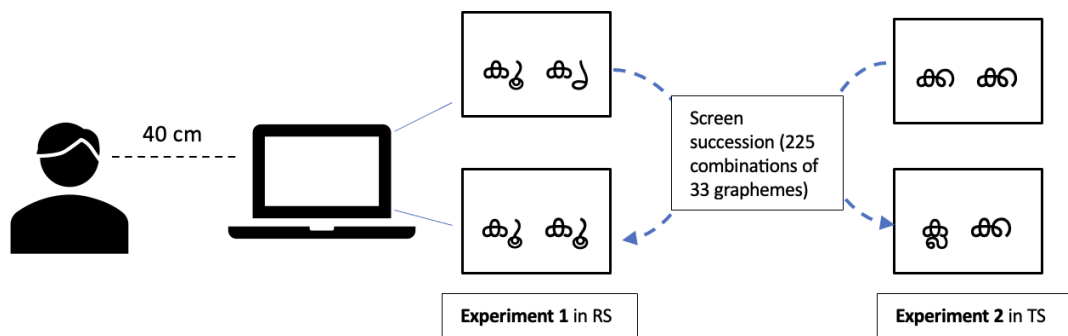 40 cm
കൂ കു
കൂ കൂ
Experiment 1 in RS
Screen
succession (225
combinations of
33 graphemes)
ക്ല
Experiment 2 in TS